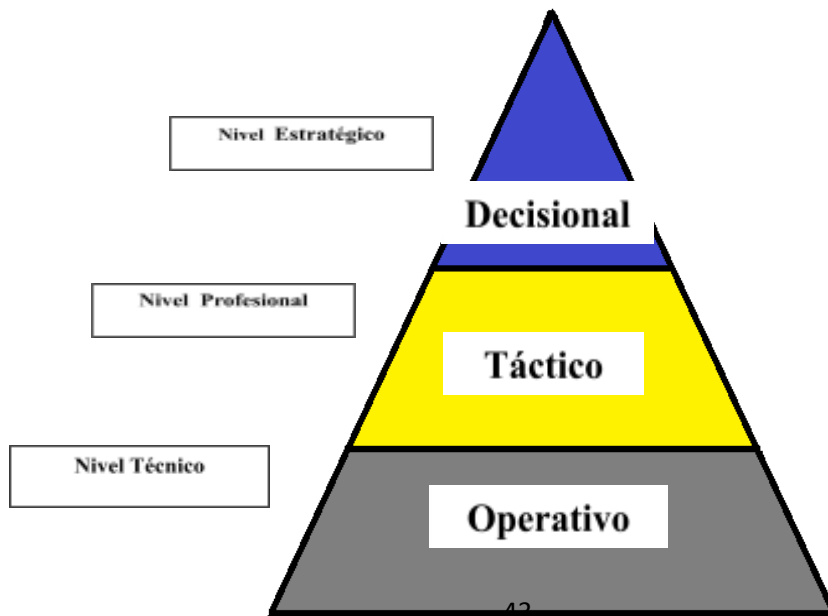 Nivel Estratégico
Decisional
Nivel Profesional
Táctico
Nivel Técnico
Operativo